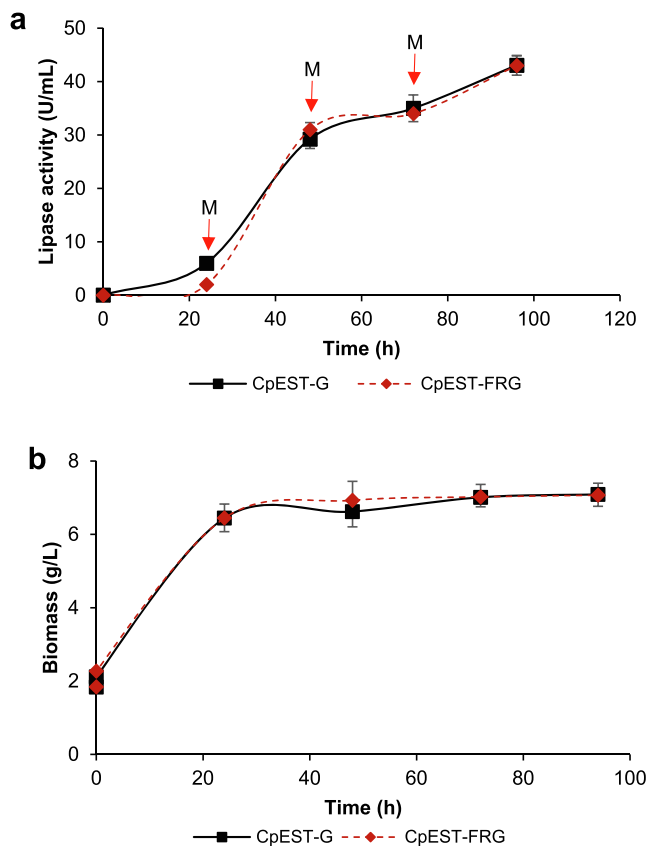 a
50
40
30
20
10
0
Lipase activity (U/mL)
M
M
M
0 20 40 60 80 100 120
Time (h)
CpEST-G CpEST-FRG
b
8
6
4
2
0
Biomass (g/L)
0 20 40 60 80 100
Time (h)
CpEST-G CpEST-FRG